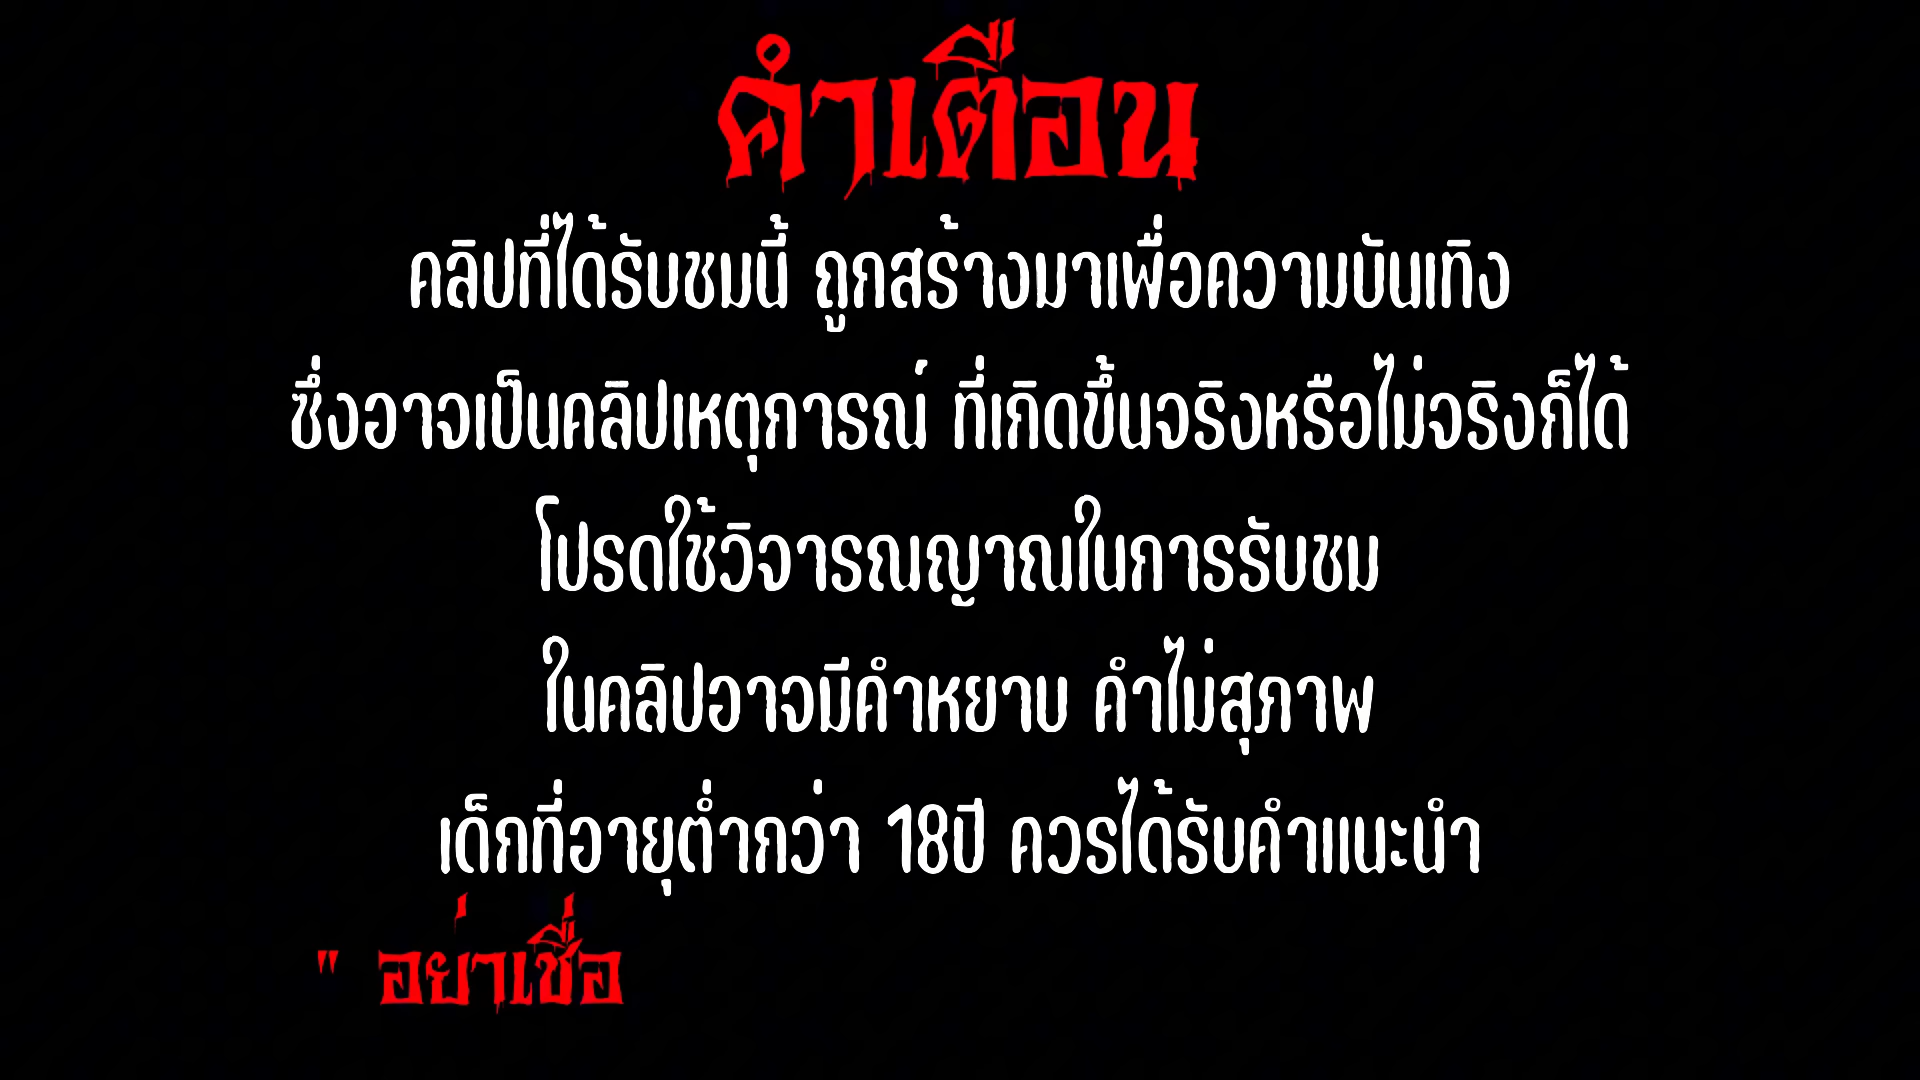 คำเตือน
คลิปที่ได้รับชมนี้ ถูกสร้างมาเพื่อความบันเทิง
ซึ่งอาจเป็นคลิปเหตุการณ์ ที่เกิดขึ้นจริงหรือไม่จริงก็ได้
โปรดใช้วิจารณญาณในการรับชม
ในคลิปอาจมีคำหยาบ คำไม่สุภาพ
เด็กที่อายุต่ำกว่า 18ปี ควรได้รับคำแนะนำ
" อย่าเชื่อ